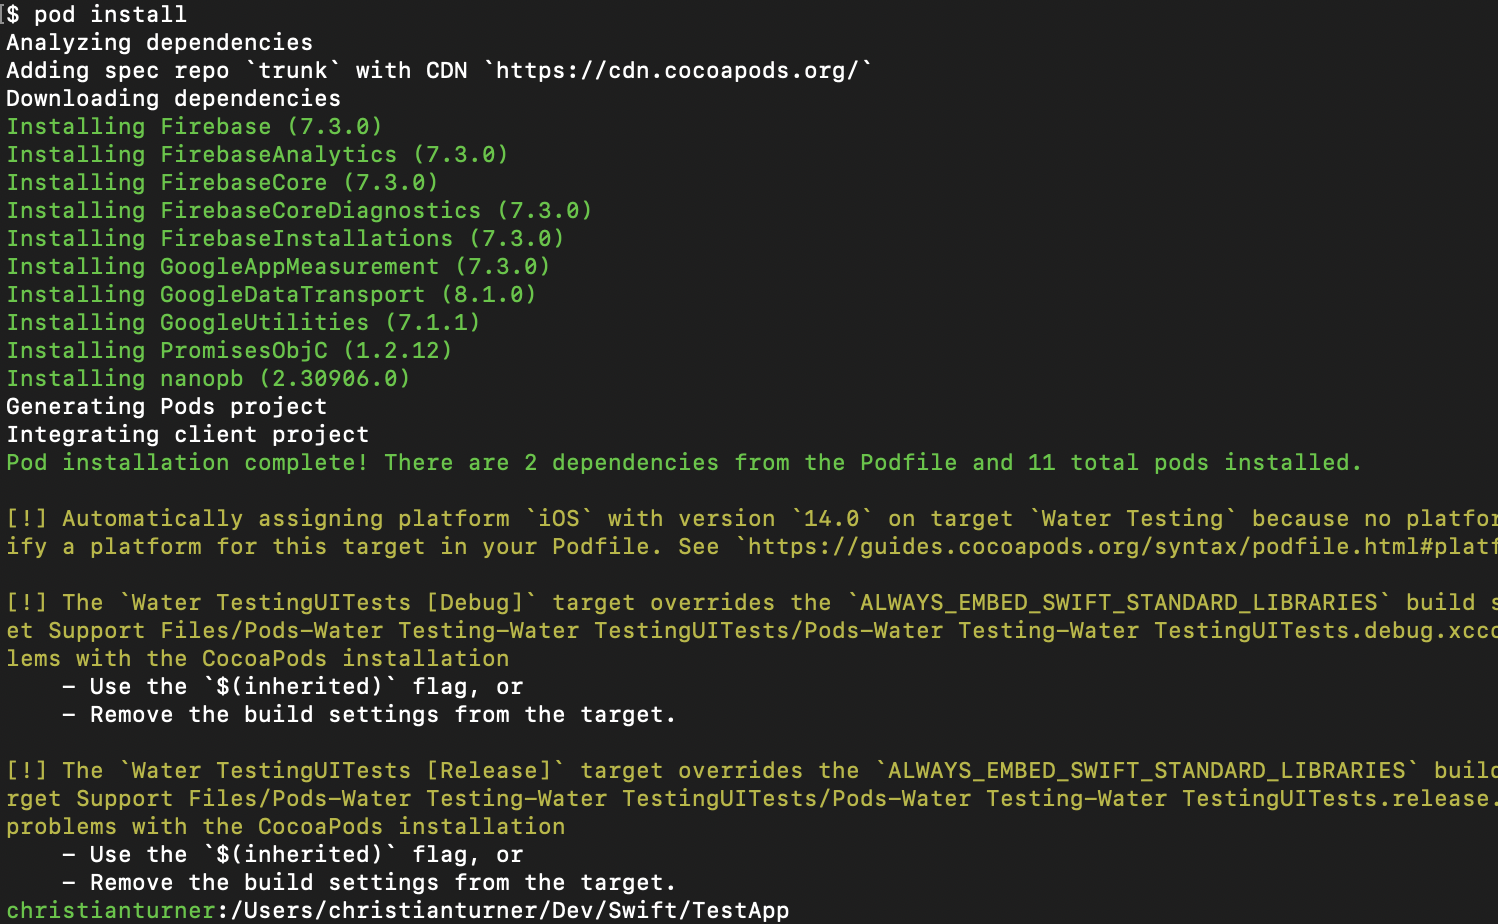 $ pod install
Analyzing dependencies
Adding spec repo `trunk` with CDN `https://cdn.cocoapods.org/`
Downloading dependencies
Installing Firebase (7.3.0)
Installing FirebaseAnalytics (7.3.0)
Installing FirebaseCore (7.3.0)
Installing FirebaseCoreDiagnostics (7.3.0)
Installing FirebaseInstallations (7.3.0)
Installing GoogleAppMeasurement (7.3.0)
Installing GoogleDataTransport (8.1.0)
Installing GoogleUtilities (7.1.1)
Installing PromisesObjC (1.2.12)
Installing nanopb (2.30906.0)
Generating Pods project
Integrating client project
Pod installation complete! There are 2 dependencies from the Podfile and 11 total pods installed.
[!] Automatically assigning platform `iOS` with version `14.0` on target `Water Testing` because no platfor
ify a platform for this target in your Podfile. See `https://guides.cocoapods.org/syntax/podfile.html#platf
[!] The `Water TestingUITests [Debug]` target overrides the `ALWAYS_EMBED_SWIFT_STANDARD_LIBRARIES` build s
et Support Files/Pods-Water Testing-Water TestingUITests/Pods-Water Testing-Water TestingUITests.debug.xcco
lems with the CocoaPods installation
- Use the `$(inherited)` flag, or
- Remove the build settings from the target.
[!] The `Water TestingUITests [Release]` target overrides the `ALWAYS_EMBED_SWIFT_STANDARD_LIBRARIES` build
rget Support Files/Pods-Water Testing-Water TestingUITests/Pods-Water Testing-Water TestingUITests.release.
problems with the CocoaPods installation
- Use the `$(inherited)` flag, or
- Remove the build settings from the target.
christianturner:/Users/christianturner/Dev/Swift/TestApp